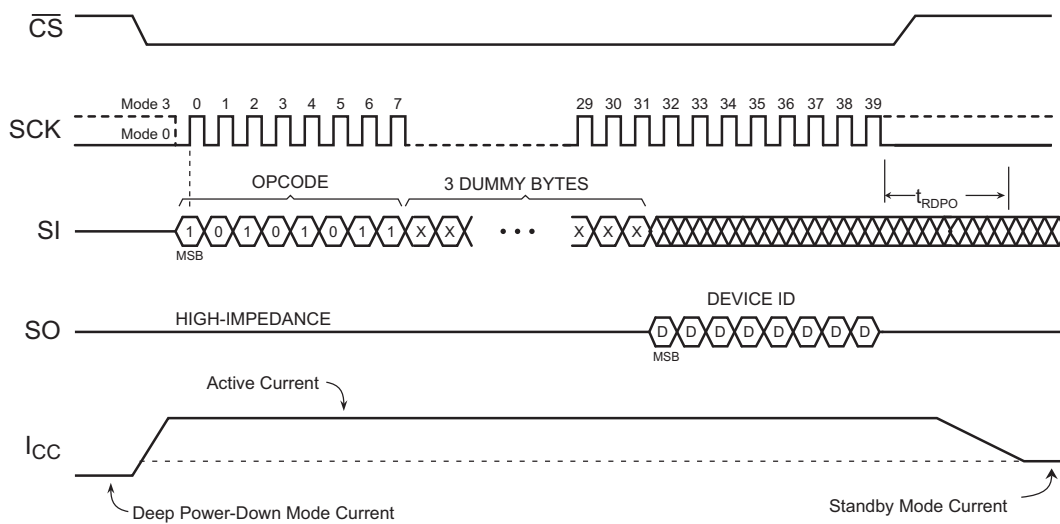 CS
Mode 3 0 1 2 3 4 5 6 7 29 30 31 32 33 34 35 36 37 38 39
SCK
Mode 0
OPCODE 3 DUMMY BYTES
tRDPO
SI 1 0 1 0 1 0 1 1 X X • • • X X X
MSB
DEVICE ID
SO HIGH-IMPEDANCE D D D D D D D D
MSB
Active Current
ICC
Deep Power-Down Mode Current
Standby Mode Current